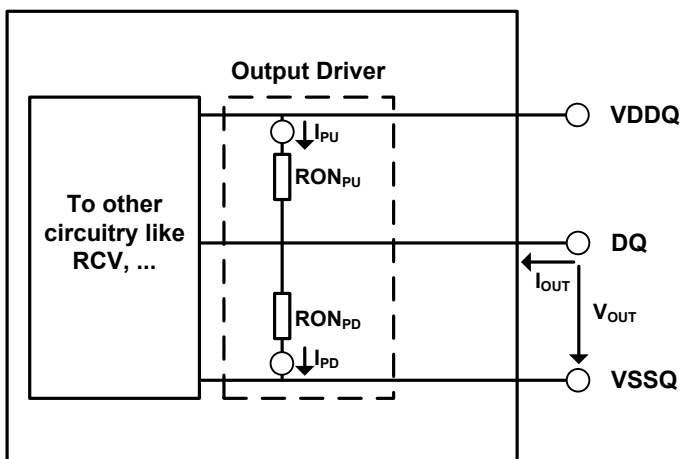 Output Driver
VDDQ
IPU
RONPU
To other
circuitry like
RCV, ...
DQ
IOUT
VOUT
RONPD
IPD
VSSQ